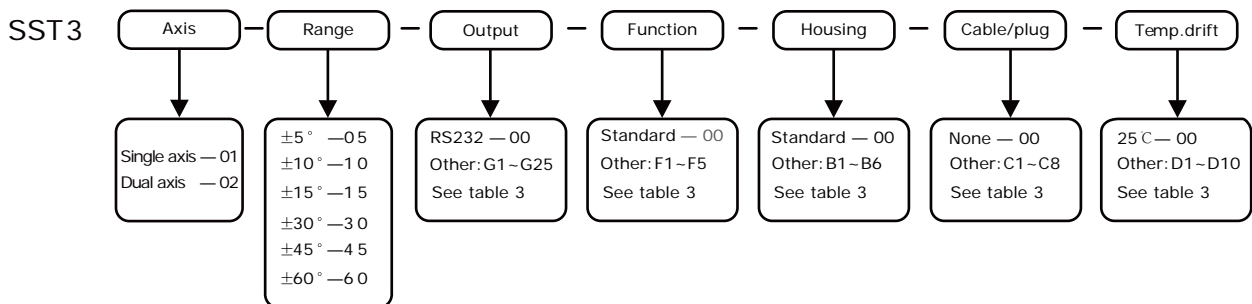 SST3 Axis — Range — Output — Function — Housing — Cable/plug — Temp.drift
Single axis — 01
Dual axis — 02
±5° —05
±10° —10
±15° —15
±30° —30
±45° —45
±60° —60
RS232 — 00
Other:G1~G25
See table 3
Standard — 00
Other:F1~F5
See table 3
Standard — 00
Other:B1~B6
See table 3
None — 00
Other:C1~C8
See table 3
25℃— 00
Other:D1~D10
See table 3